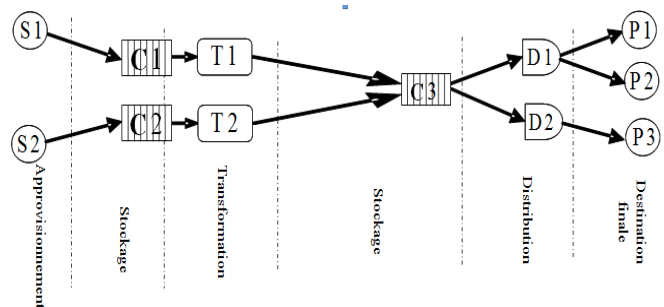 S1
C1
T1
C3
D1
P1
P2
S2
C2
T2
D2
P3
Approvisionnement
Stockage
Transformation
Stockage
Distribution
Destination
finale